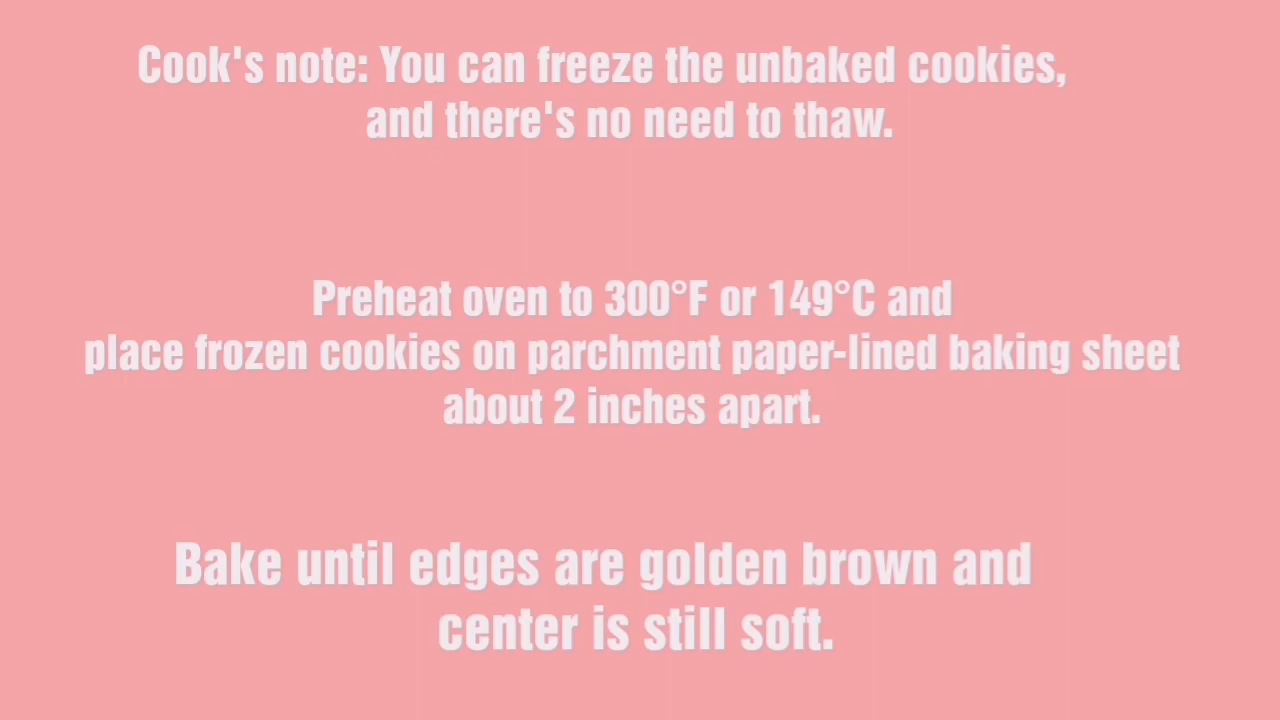 Cook's note: You can freeze the unbaked cookies,
and there's no need to thaw.
Preheat oven to 300°F or 149°C and
place frozen cookies on parchment paper-lined baking sheet
about 2 inches apart.
Bake until edges are golden brown and
center is still soft.